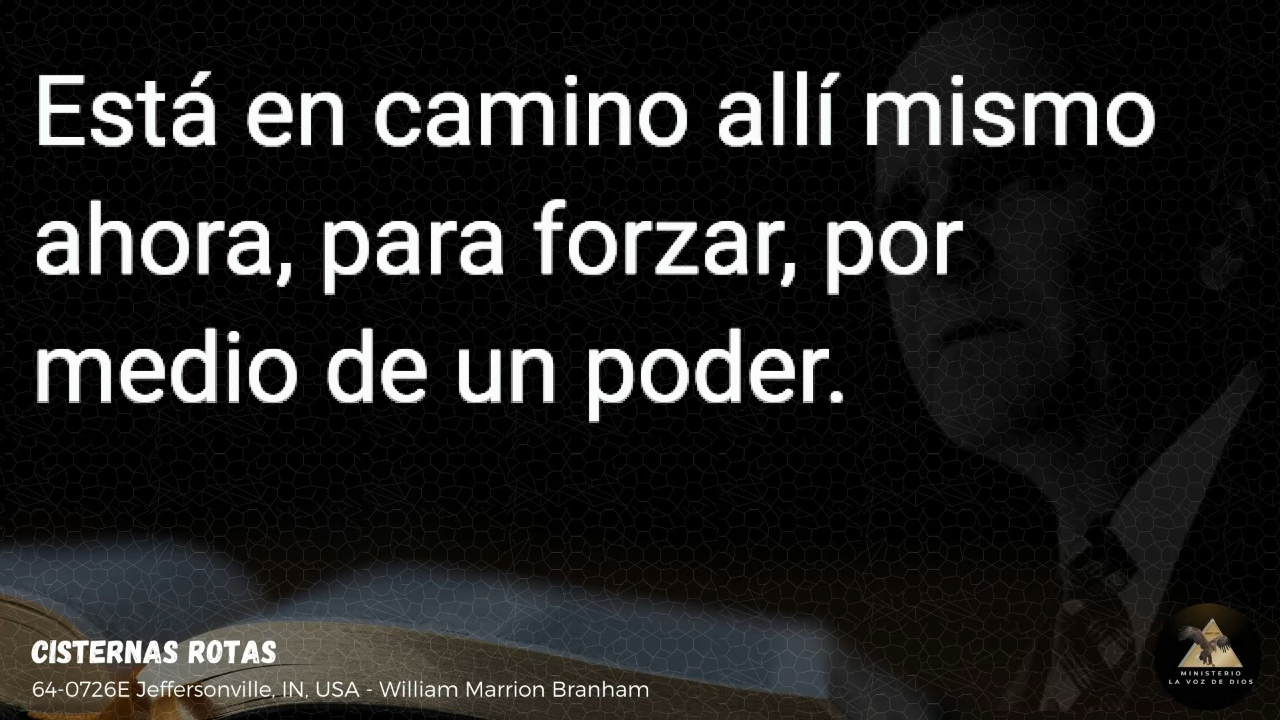 Está en camino allí mismo
ahora, para forzar, por
medio de un poder.
CISTERNAS ROTAS
64-0726E Jeffersonville, IN, USA - William Marrion Branham
MINISTERIO
LA VOZ DE DIOS